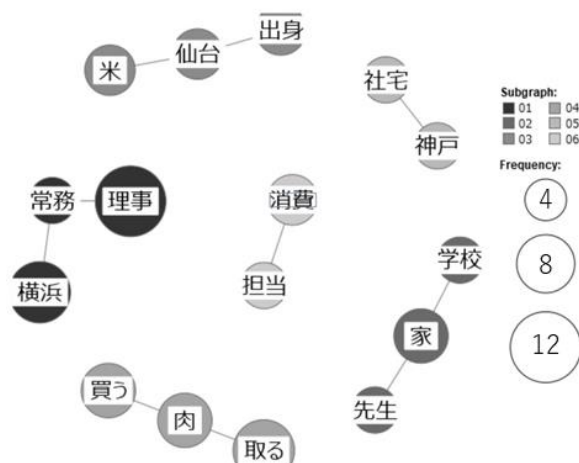 出身
仙台
米
社宅
神戸
Subgraph:
01 04
02 05
03 06
Frequency:
4
8
12
常務
理事
横浜
消費
担当
学校
家
先生
買う
肉
取る